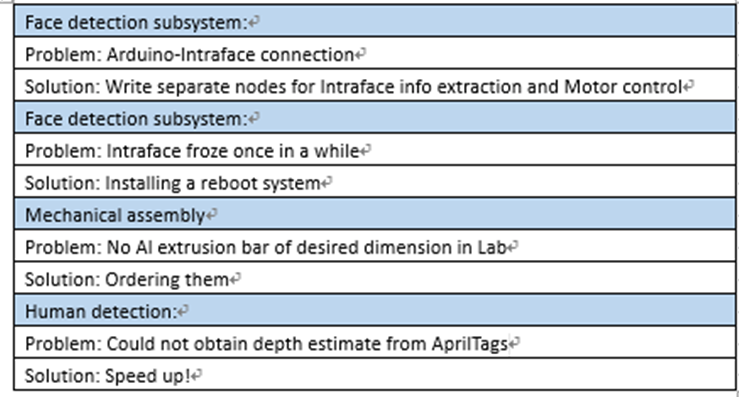 Face detection subsystem:
Problem: Arduino-Intraface connection
Solution: Write separate nodes for Intraface info extraction and Motor control
Face detection subsystem:
Problem: Intraface froze once in a while
Solution: Installing a reboot system
Mechanical assembly
Problem: No Al extrusion bar of desired dimension in Lab
Solution: Ordering them
Human detection:
Problem: Could not obtain depth estimate from AprilTags
Solution: Speed up!